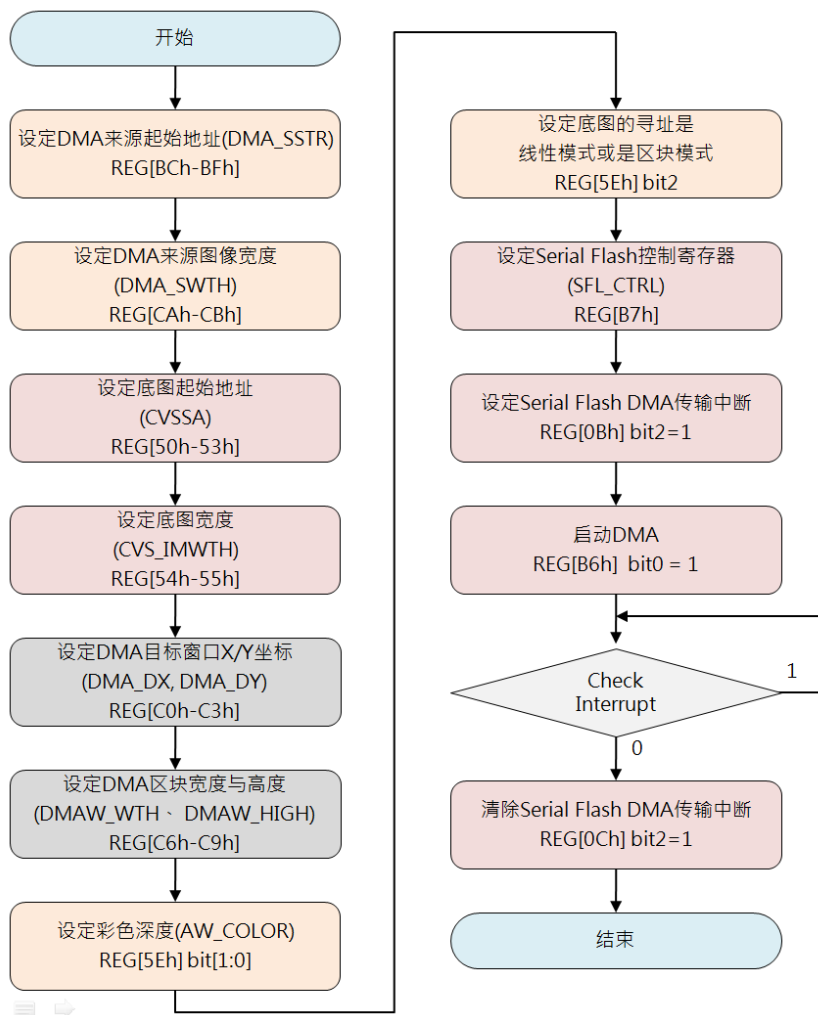 开始
设定DMA来源起始地址(DMA_SSTR)
REG[BCh-BFh]
设定DMA来源图像宽度
(DMA_SWTH)
REG[CAh-CBh]
设定底图起始地址
(CVSSA)
REG[50h-53h]
设定底图宽度
(CVS_IMWTH)
REG[54h-55h]
设定DMA目标窗口X/Y坐标
(DMA_DX, DMA_DY)
REG[C0h-C3h]
设定DMA区块宽度与高度
(DMAW_WTH、 DMAW_HIGH)
REG[C6h-C9h]
设定彩色深度(AW_COLOR)
REG[5Eh] bit[1:0]
设定底图的寻址是
线性模式或是区块模式
REG[5Eh] bit2
设定Serial Flash控制寄存器
(SFL_CTRL)
REG[B7h]
设定Serial Flash DMA传输中断
REG[0Bh] bit2=1
启动DMA
REG[B6h] bit0 = 1
Check
Interrupt
1
0
清除Serial Flash DMA传输中断
REG[0Ch] bit2=1
结束